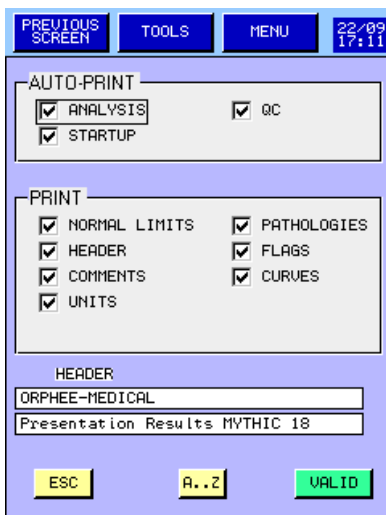 PREVIOUS SCREEN
TOOLS
MENU
22/09
17:11
AUTO-PRINT
ANALYSIS
QC
STARTUP
PRINT
NORMAL LIMITS
PATHOLOGIES
HEADER
FLAGS
COMMENTS
CURVES
UNITS
HEADER
ORPHEE-MEDICAL
Presentation Results MYTHIC 18
ESC
A..Z
VALID